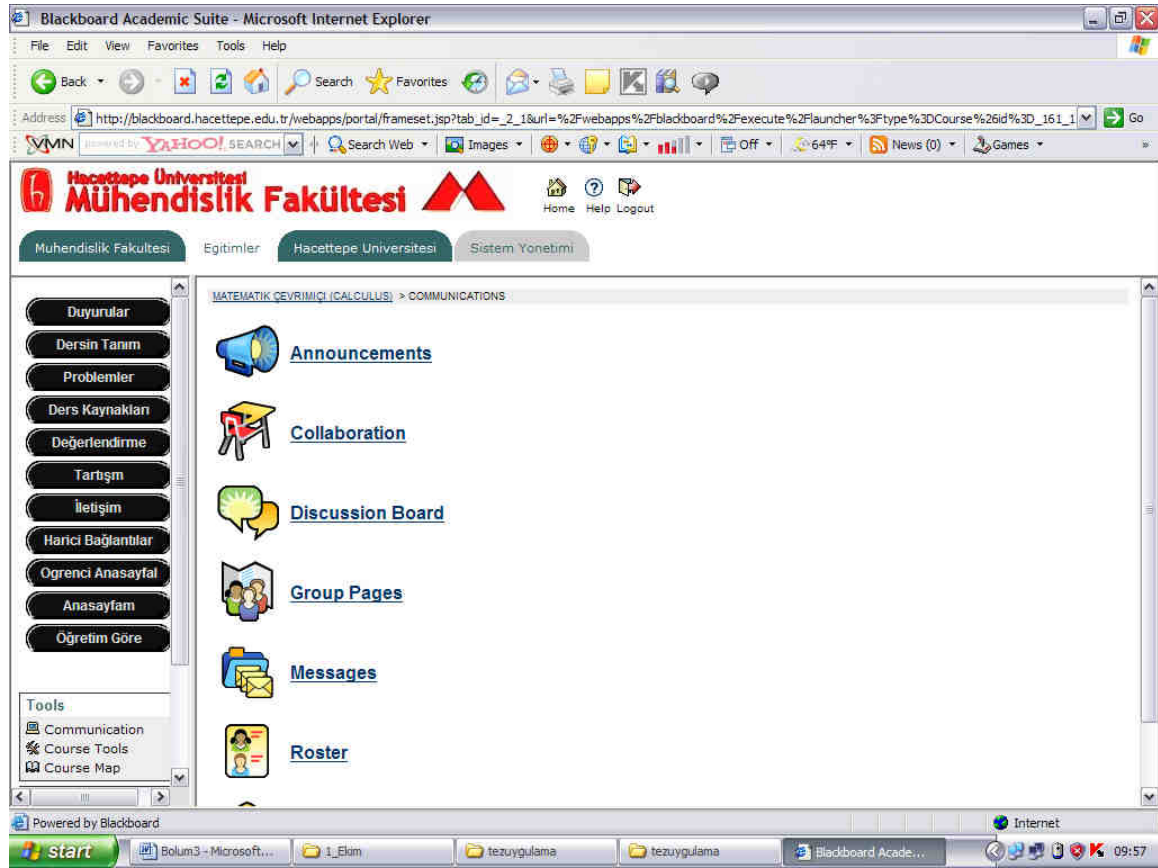 Blackboard Academic Suite - Microsoft Internet Explorer
File Edit View Favorites Tools Help
Back Search Favorites
Address http://blackboard.hacettepe.edu.tr/webapps/portal/frameset.jsp?tab_id=_2_1&url=%2Fwebapps%2Fblackboard%2Fexecute%2Flauncher%3Ftype%3DCourse%26id%3D_161_1 Go
VMN powered by YAHOO! SEARCH Search Web Images Off 64°F News (0) Games »
Hacettepe Üniversitesi
Mühendislik Fakültesi
Home Help Logout
Muhendislik Fakultesi Egitimler Hacettepe Universitesi Sistem Yonetimi
MATEMATIK ÇEVRIMIÇI (CALCULUS) > COMMUNICATIONS
Duyurular
Dersin Tanım
Problemler
Ders Kaynakları
Değerlendirme
Tartışm
İletişim
Harici Bağlantılar
Ogrenci Anasayfal
Anasayfam
Öğretim Göre
Tools
Communication
Course Tools
Course Map
Announcements
Collaboration
Discussion Board
Group Pages
Messages
Roster
Powered by Blackboard Internet
start Bolum3 - Microsoft... 1_Ekim tezuygulama tezuygulama Blackboard Acade... 09:57